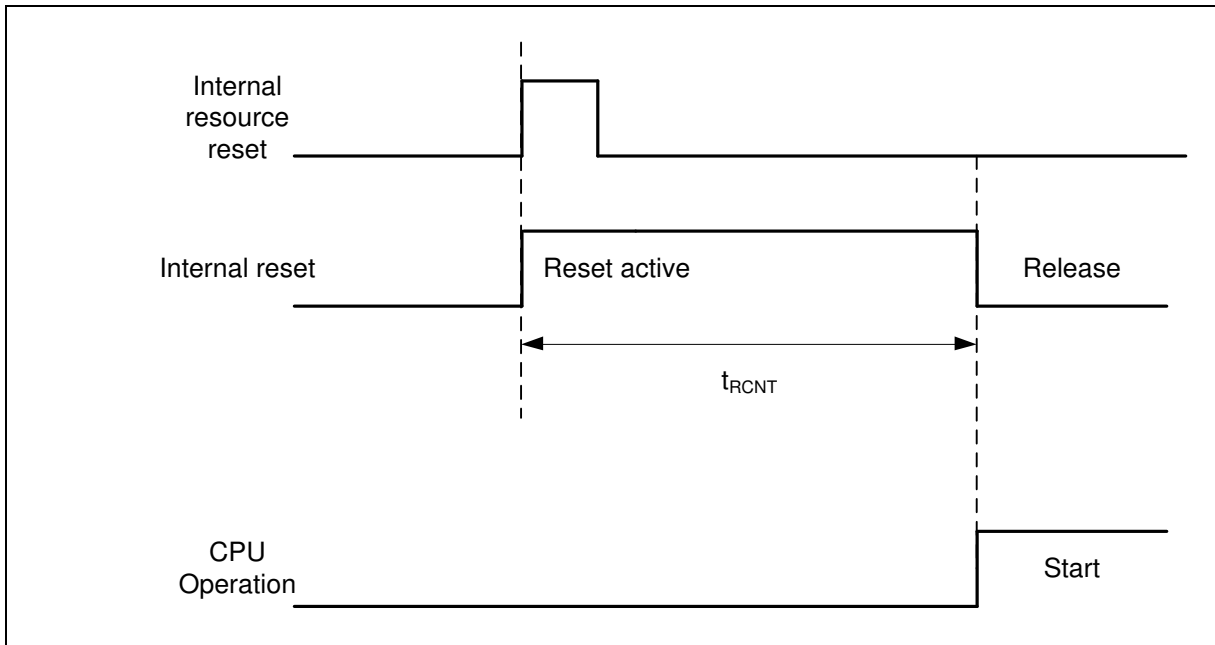 Internal
resource
reset
Internal reset
Reset active
Release
tRCNT
CPU
Operation
Start